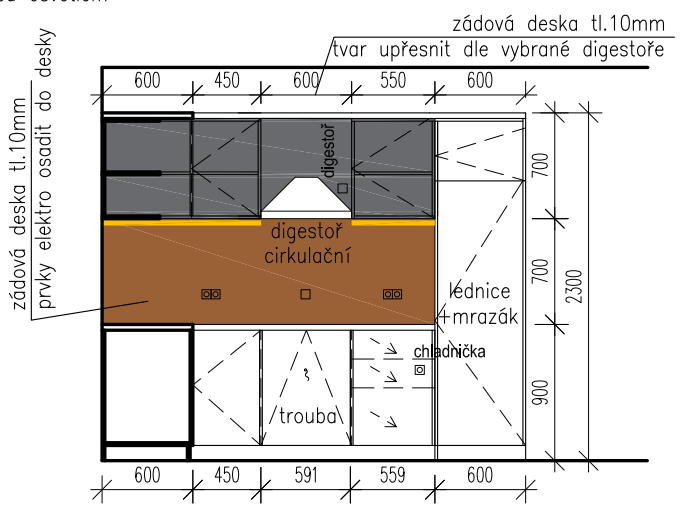 zádová deska tl.10mm
tvar upřesnit dle vybrané digestoře
600 450 600 550 600
zádová deska tl.10mm
prvky elektro osadit do desky
digestoř
digestoř
cirkulační
lednice
+mrazák
chladnička
trouba
700
700
900
2300
600 450 591 559 600